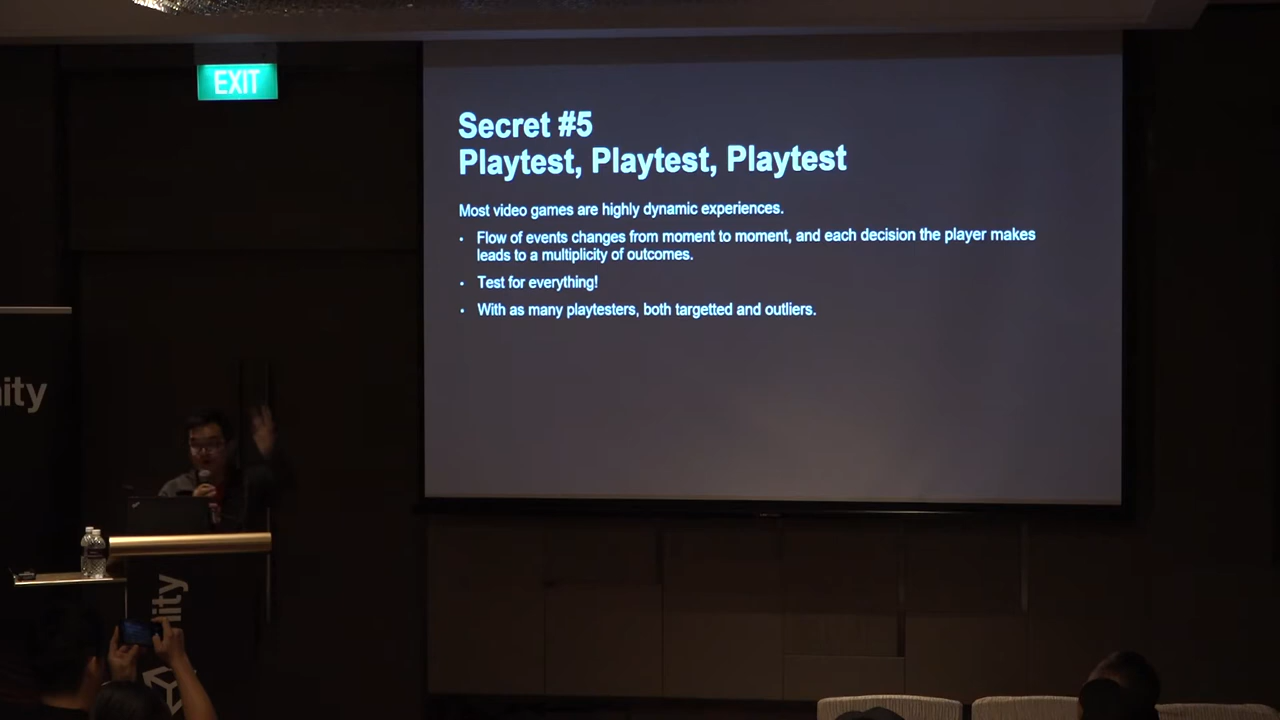 EXIT
Secret #5
Playtest, Playtest, Playtest
Most video games are highly dynamic experiences.
• Flow of events changes from moment to moment, and each decision the player makes
leads to a multiplicity of outcomes.
• Test for everything!
• With as many playtesters, both targetted and outliers.
ity
ity